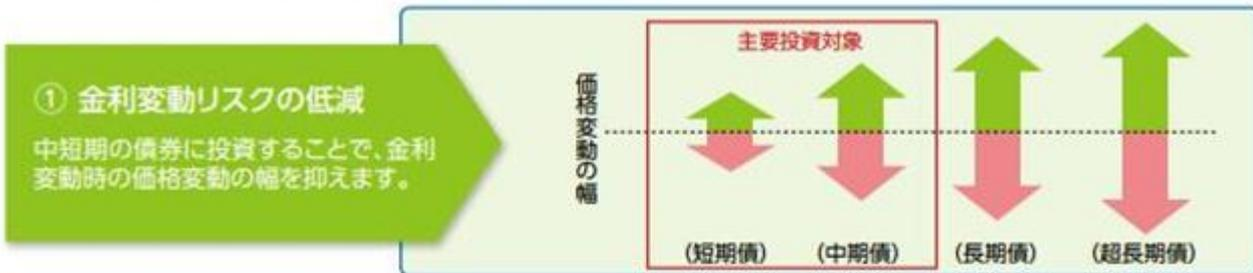 ① 金利変動リスクの低減
中短期の債券に投資することで、金利
変動時の価格変動の幅を抑えます。
主要投資対象
価格変動の幅
(短期債)
(中期債)
(長期債)
(超長期債)